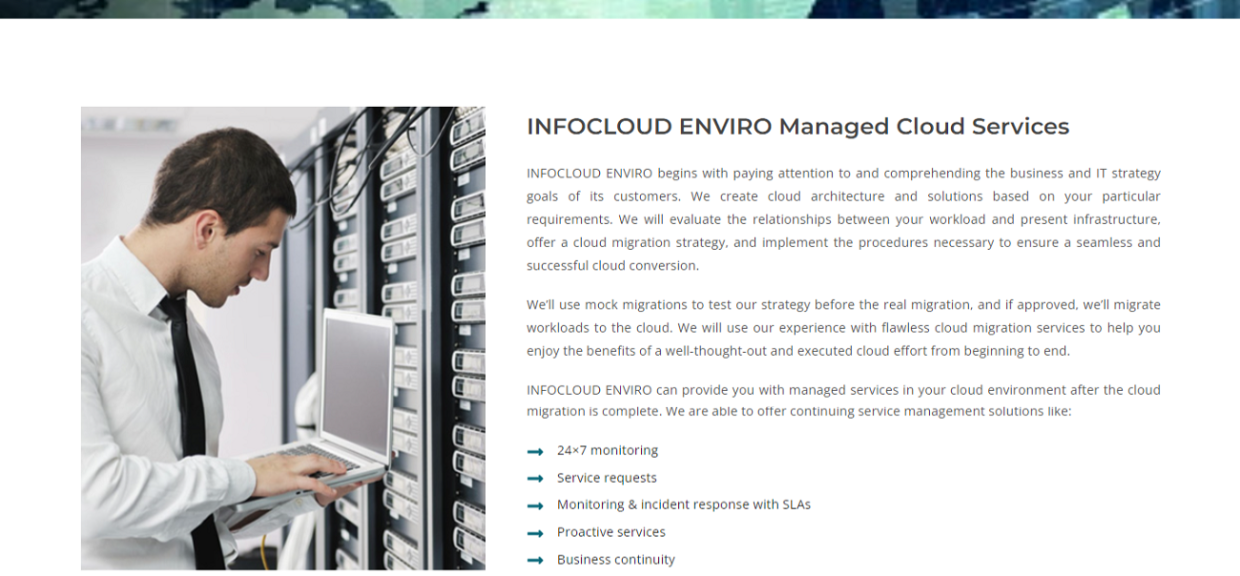 INFOCLOUD ENVIRO Managed Cloud Services
INFOCLOUD ENVIRO begins with paying attention to and comprehending the business and IT strategy
goals of its customers. We create cloud architecture and solutions based on your particular
requirements. We will evaluate the relationships between your workload and present infrastructure,
offer a cloud migration strategy, and implement the procedures necessary to ensure a seamless and
successful cloud conversion.
We'll use mock migrations to test our strategy before the real migration, and if approved, we'll migrate
workloads to the cloud. We will use our experience with flawless cloud migration services to help you
enjoy the benefits of a well-thought-out and executed cloud effort from beginning to end.
INFOCLOUD ENVIRO can provide you with managed services in your cloud environment after the cloud
migration is complete. We are able to offer continuing service management solutions like:
24×7 monitoring
Service requests
Monitoring & incident response with SLAs
Proactive services
Business continuity